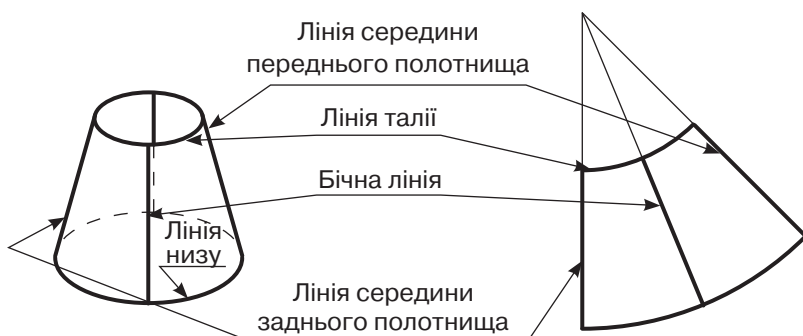 Лінія середини
переднього полотнища
Лінія талії
Бічна лінія
Лінія
низу
Лінія середини
заднього полотнища